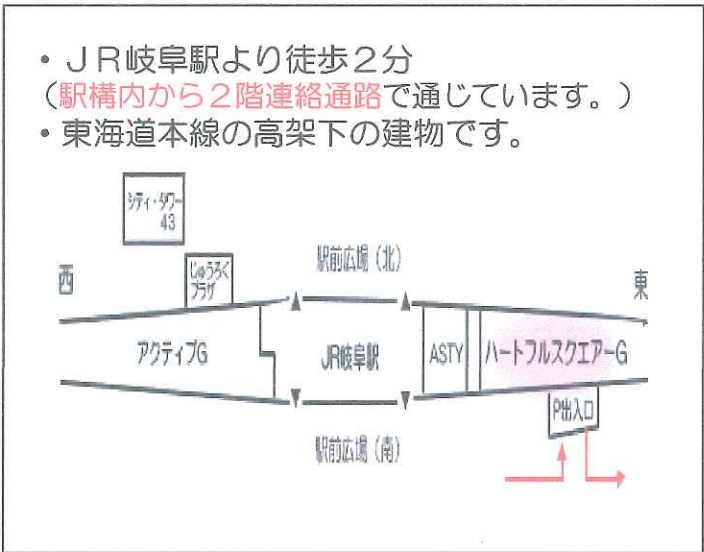 ・ＪＲ岐阜駅より徒歩２分
（駅構内から２階連絡通路で通じています。）
・東海道本線の高架下の建物です。
シティ・タワー
43
西
じゅうろく
プラザ
駅前広場（北）
東
アクティブG
JR岐阜駅
ASTY
ハートフルスクエアーG
P出入口
駅前広場（南）